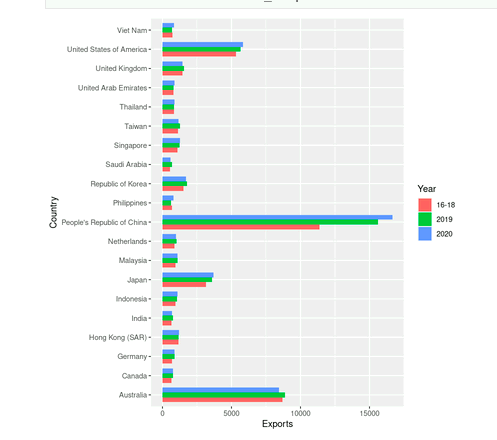 Viet Nam
United States of America
United Kingdom
United Arab Emirates
Thailand
Taiwan
Singapore
Saudi Arabia
Republic of Korea
Philippines
People's Republic of China
Netherlands
Malaysia
Japan
Indonesia
India
Hong Kong (SAR)
Germany
Canada
Australia
Country
0 5000 10000 15000
Exports
Year
16-18
2019
2020